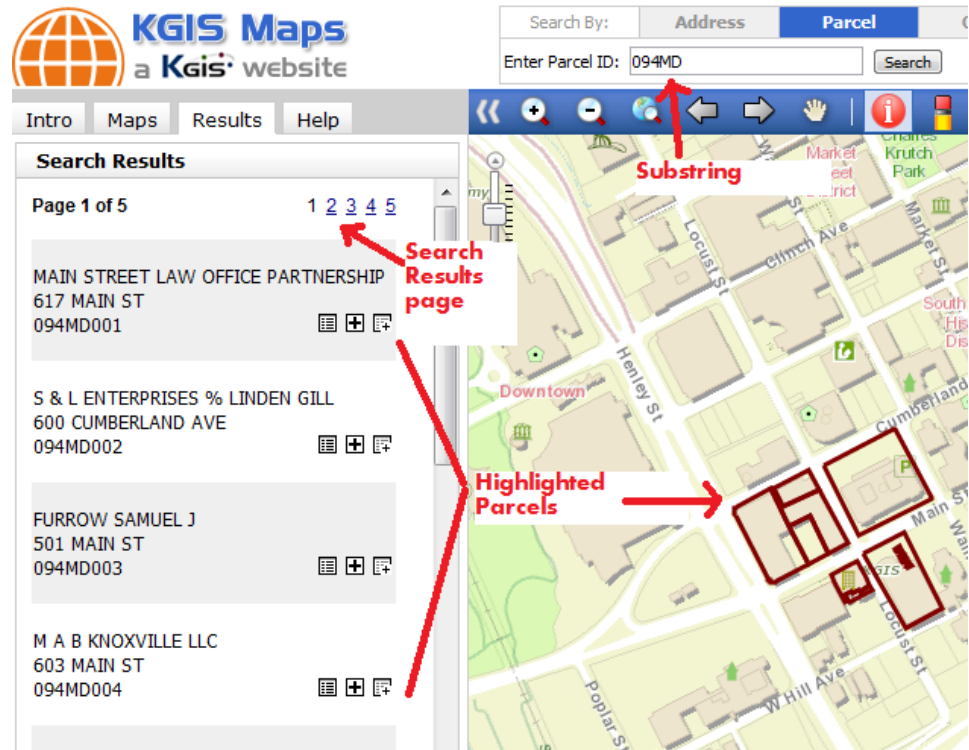 KGIS Maps
a KGIS website
Search By:
Address
Parcel
Enter Parcel ID:
094MD
Search
Substring
Intro
Maps
Results
Help
Search Results
Page 1 of 5
1 2 3 4 5
Search
Results
page
MAIN STREET LAW OFFICE PARTNERSHIP
617 MAIN ST
094MD001
S & L ENTERPRISES % LINDEN GILL
600 CUMBERLAND AVE
094MD002
FURROW SAMUEL J
501 MAIN ST
094MD003
M A B KNOXVILLE LLC
603 MAIN ST
094MD004
Highlighted
Parcels
Market
Krutch
Park
Locust St
Clinch Ave
Market St
South
Henley St
Downtown
Cumberland
P
Main S
KGIS
Locust St
W Hill Ave
Poplar S